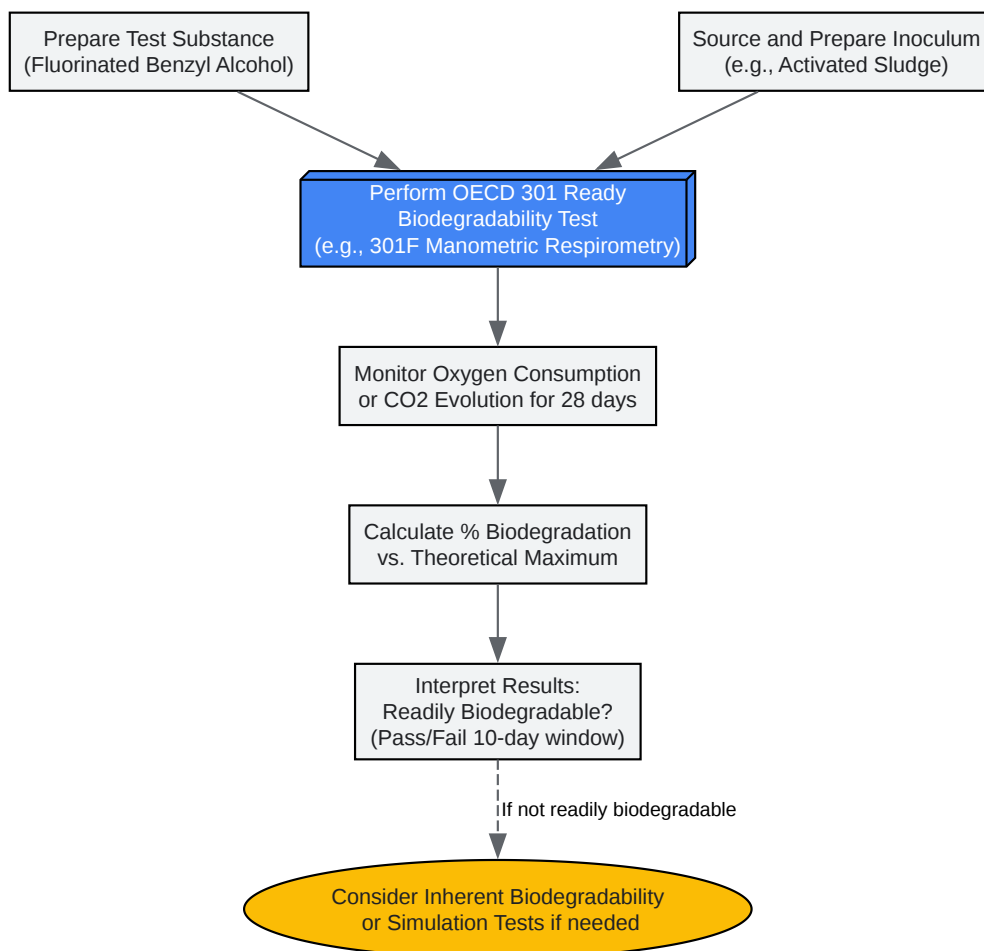 Prepare Test Substance
(Fluorinated Benzyl Alcohol)
Source and Prepare Inoculum
(e.g., Activated Sludge)
Perform OECD 301 Ready
Biodegradability Test
(e.g., 301F Manometric Respirometry)
Monitor Oxygen Consumption
or CO2 Evolution for 28 days
Calculate % Biodegradation
vs. Theoretical Maximum
Interpret Results:
Readily Biodegradable?
(Pass/Fail 10-day window)
If not readily biodegradable
Consider Inherent Biodegradability
or Simulation Tests if needed